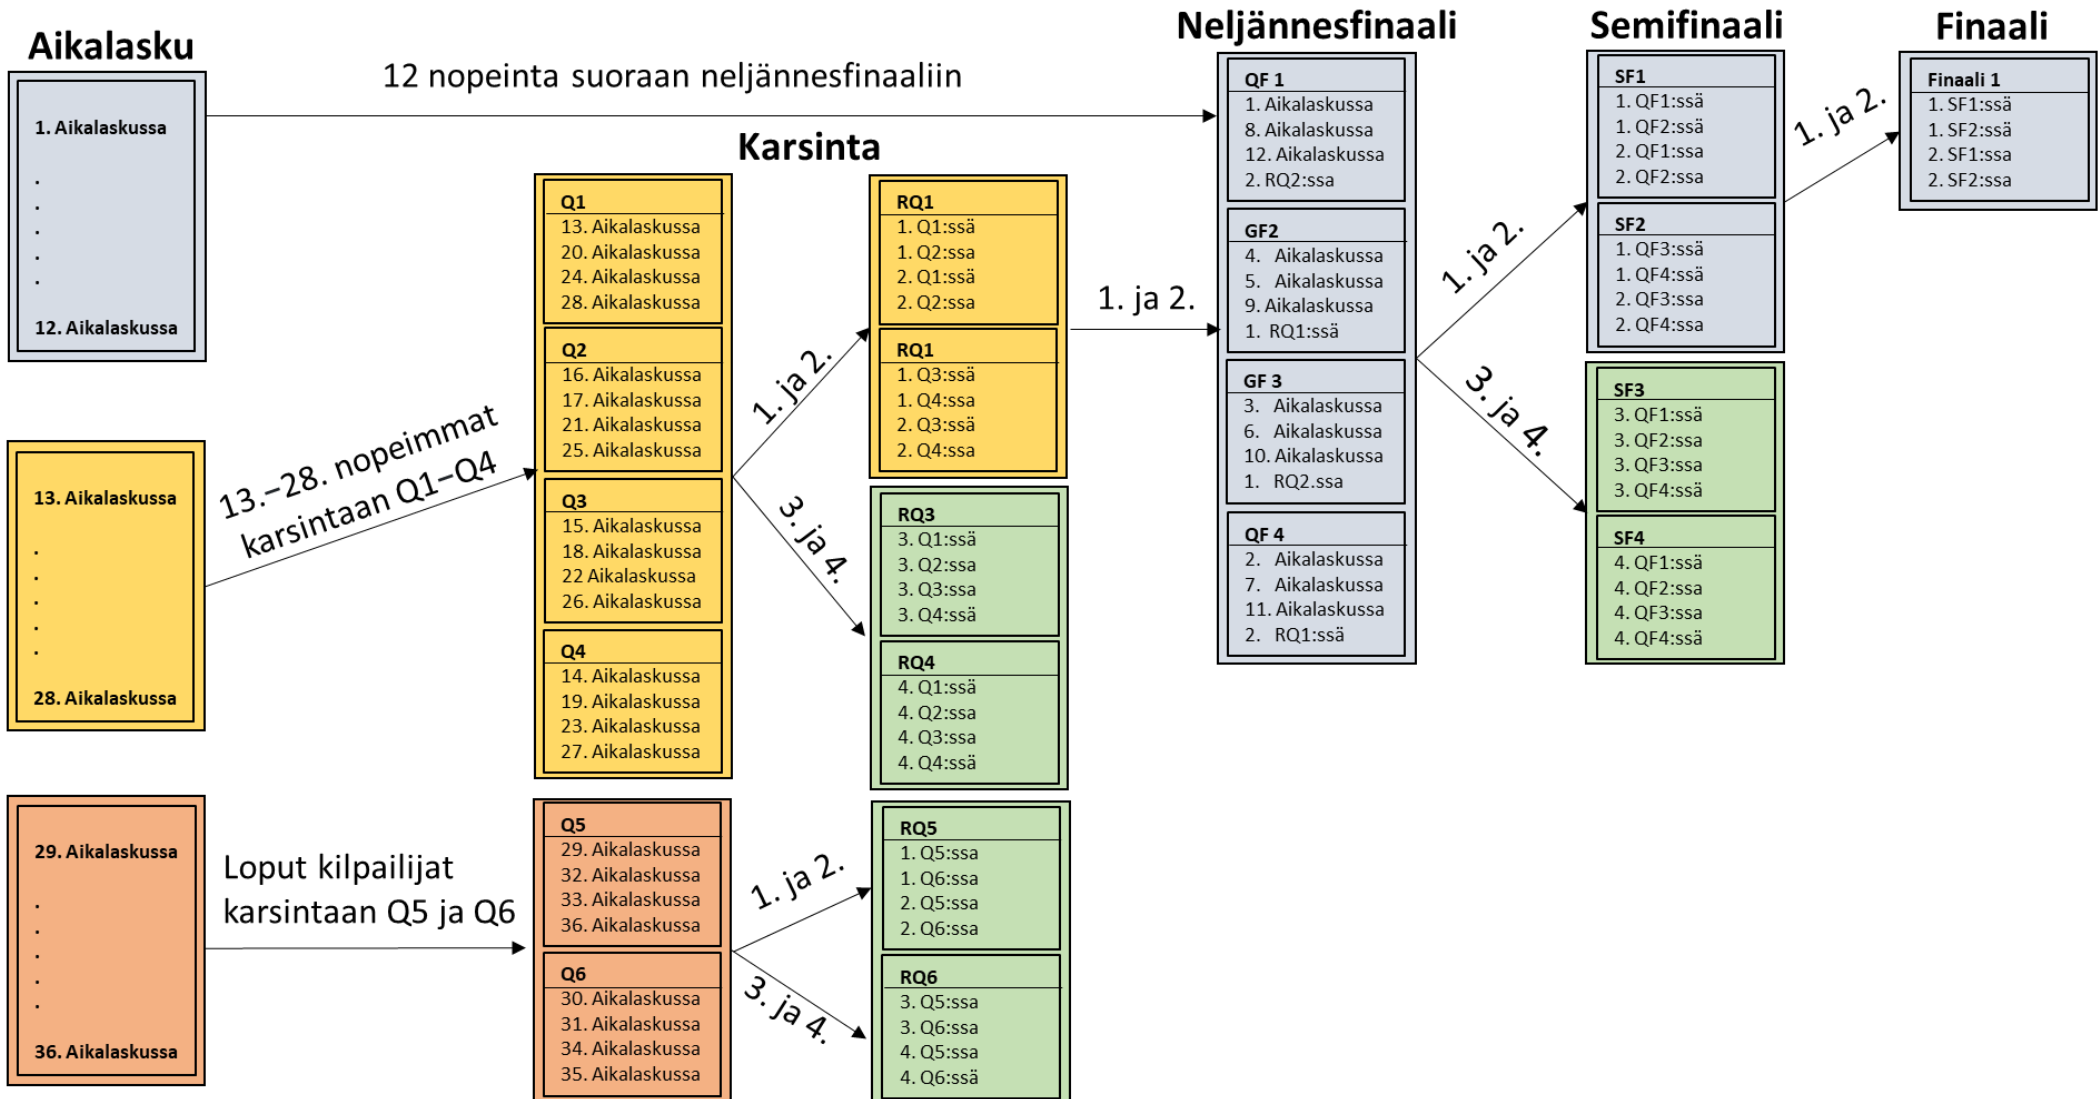 Aikalasku
1. Aikalaskussa
.
.
.
.
.
12. Aikalaskussa
12 nopeinta suoraan neljännesfinaaliin
13. Aikalaskussa
.
.
.
.
.
28. Aikalaskussa
13.–28. nopeimmat
karsintaan Q1–Q4
29. Aikalaskussa
.
.
.
.
.
36. Aikalaskussa
Loput kilpailijat
karsintaan Q5 ja Q6
Karsinta
Q1
13. Aikalaskussa
20. Aikalaskussa
24. Aikalaskussa
28. Aikalaskussa
Q2
16. Aikalaskussa
17. Aikalaskussa
21. Aikalaskussa
25. Aikalaskussa
Q3
15. Aikalaskussa
18. Aikalaskussa
22 Aikalaskussa
26. Aikalaskussa
Q4
14. Aikalaskussa
19. Aikalaskussa
23. Aikalaskussa
27. Aikalaskussa
Q5
29. Aikalaskussa
32. Aikalaskussa
33. Aikalaskussa
36. Aikalaskussa
Q6
30. Aikalaskussa
31. Aikalaskussa
34. Aikalaskussa
35. Aikalaskussa
1. ja 2.
3. ja 4.
1. ja 2.
3. ja 4.
RQ1
1. Q1:ssä
1. Q2:ssa
2. Q1:ssä
2. Q2:ssa
RQ1
1. Q3:ssä
1. Q4:ssa
2. Q3:ssä
2. Q4:ssa
RQ3
3. Q1:ssä
3. Q2:ssa
3. Q3:ssa
3. Q4:ssä
RQ4
4. Q1:ssä
4. Q2:ssa
4. Q3:ssa
4. Q4:ssä
RQ5
1. Q5:ssa
1. Q6:ssa
2. Q5:ssa
2. Q6:ssa
RQ6
3. Q5:ssa
3. Q6:ssa
4. Q5:ssa
4. Q6:ssä
1. ja 2.
Neljännesfinaali
QF 1
1. Aikalaskussa
8. Aikalaskussa
12. Aikalaskussa
2. RQ2:ssa
GF2
4. Aikalaskussa
5. Aikalaskussa
9. Aikalaskussa
1. RQ1:ssä
GF 3
3. Aikalaskussa
6. Aikalaskussa
10. Aikalaskussa
1. RQ2.ssa
QF 4
2. Aikalaskussa
7. Aikalaskussa
11. Aikalaskussa
2. RQ1:ssä
1. ja 2.
3. ja 4.
Semifinaali
SF1
1. QF1:ssä
1. QF2:ssä
2. QF1:ssa
2. QF2:ssa
SF2
1. QF3:ssä
1. QF4:ssä
2. QF3:ssa
2. QF4:ssa
SF3
3. QF1:ssä
3. QF2:ssa
3. QF3:ssa
3. QF4:ssä
SF4
4. QF1:ssä
4. QF2:ssa
4. QF3:ssa
4. QF4:ssä
1. ja 2.
Finaali
Finaali 1
1. SF1:ssä
1. SF2:ssä
2. SF1:ssa
2. SF2:ssa